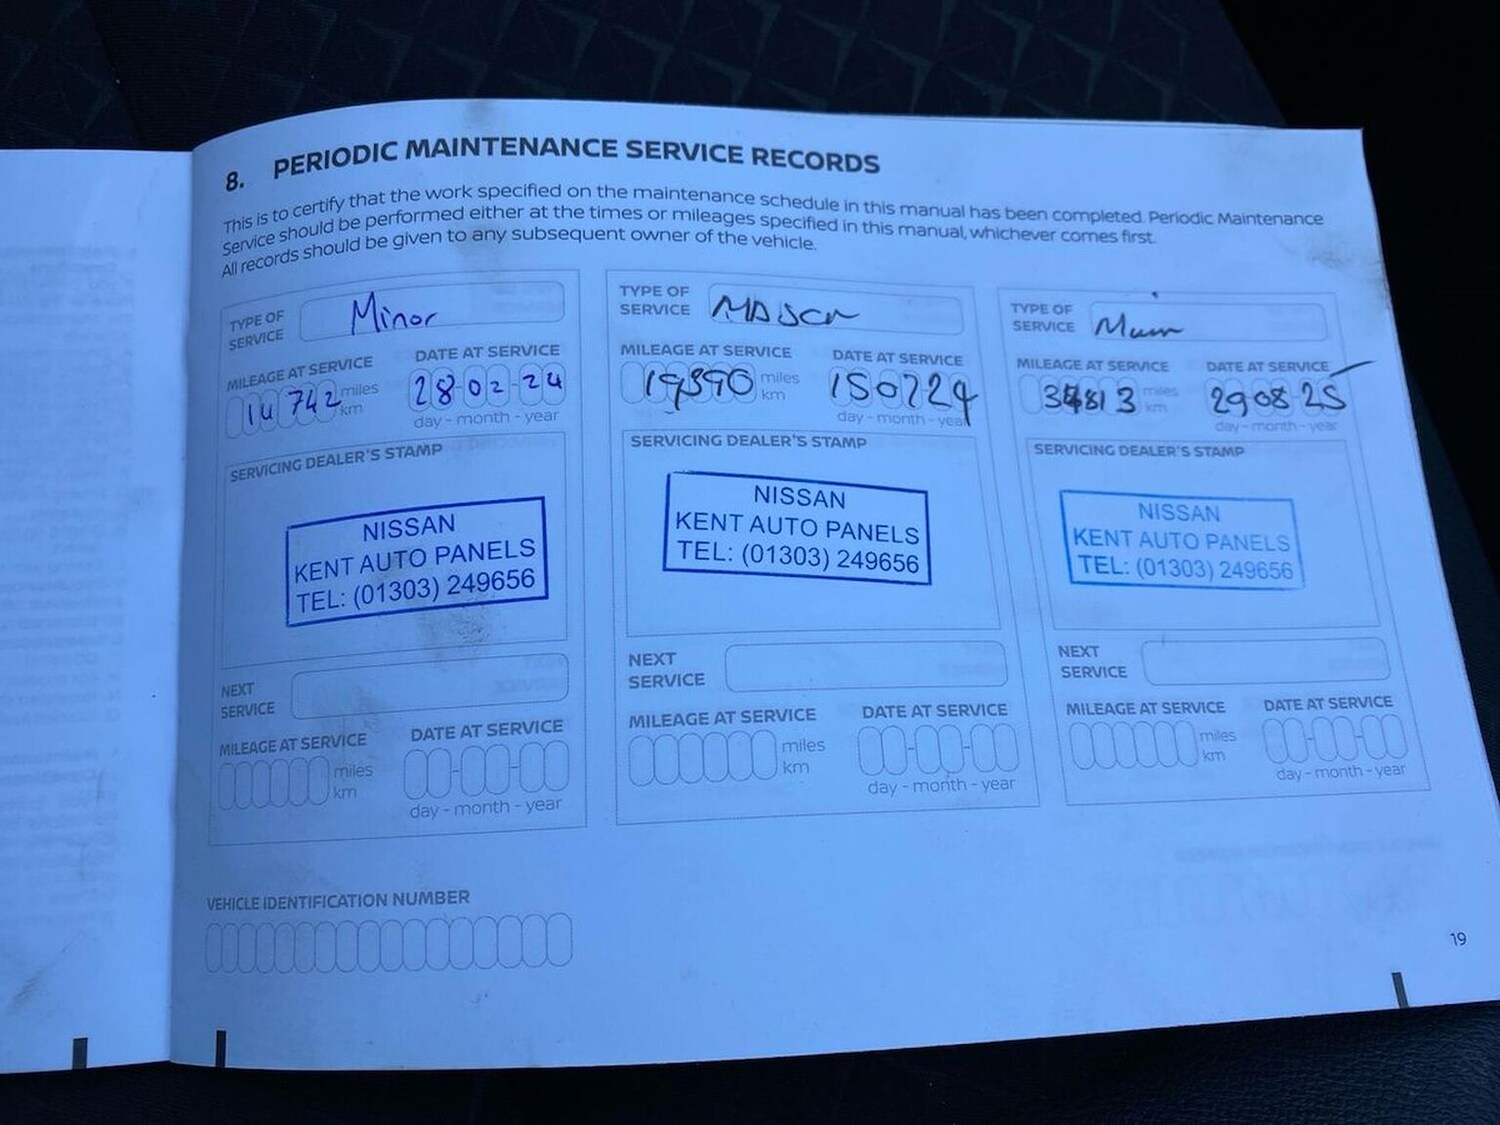 8. PERIODIC MAINTENANCE SERVICE RECORDS
This is to certify that the work specified on the maintenance schedule in this manual has been completed. Periodic Maintenance
Service should be performed either at the times or mileages specified in this manual, whichever comes first.
All records should be given to any subsequent owner of the vehicle.
TYPE OF
SERVICE
Minor
MILEAGE AT SERVICE
14 742 miles
km
DATE AT SERVICE
28-02-24
day - month - year
SERVICING DEALER'S STAMP
NISSAN
KENT AUTO PANELS
TEL: (01303) 249656
NEXT
SERVICE
MILEAGE AT SERVICE
miles
km
DATE AT SERVICE
day - month - year
TYPE OF
SERVICE
MILEAGE AT SERVICE
19390 miles
km
DATE AT SERVICE
150724
day - month - year
SERVICING DEALER'S STAMP
NISSAN
KENT AUTO PANELS
TEL: (01303) 249656
NEXT
SERVICE
MILEAGE AT SERVICE
miles
km
DATE AT SERVICE
day - month - year
TYPE OF
SERVICE
MILEAGE AT SERVICE
miles
km
DATE AT SERVICE
290825
day - month - year
SERVICING DEALER'S STAMP
NISSAN
KENT AUTO PANELS
TEL: (01303) 249656
NEXT
SERVICE
MILEAGE AT SERVICE
miles
km
DATE AT SERVICE
day - month - year
VEHICLE IDENTIFICATION NUMBER
19